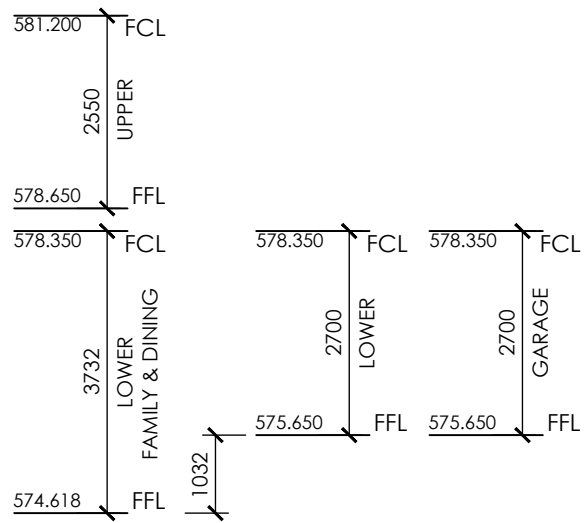 581.200 FCL
2550
UPPER
578.650 FFL
578.350 FCL
3732
LOWER
FAMILY & DINING
574.618 FFL
1032
578.350 FCL
2700
LOWER
575.650 FFL
578.350 FCL
2700
GARAGE
575.650 FFL